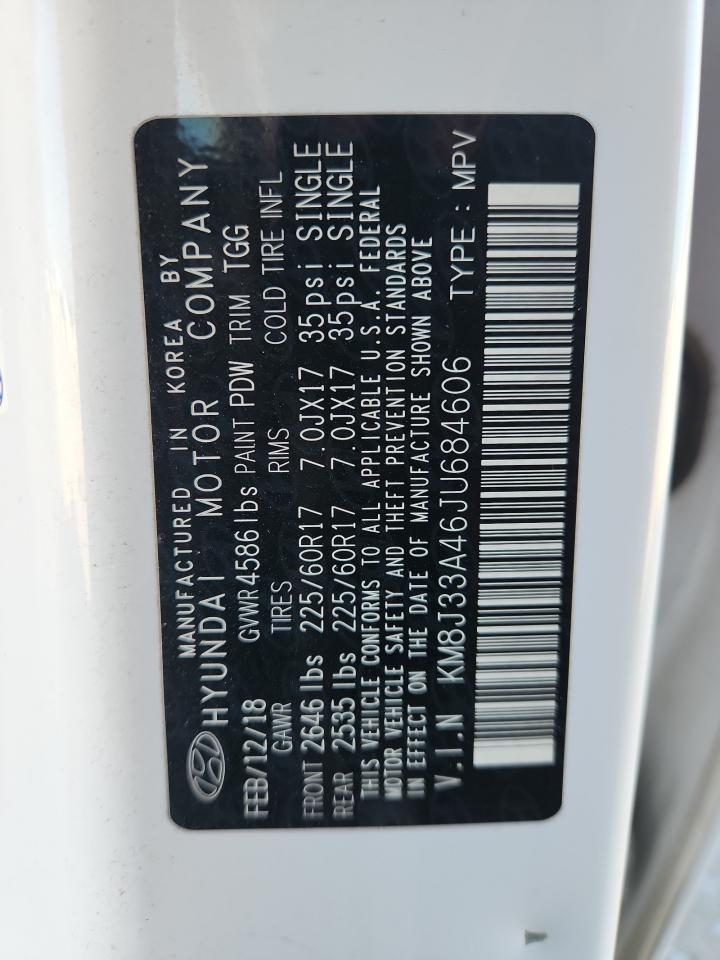 MANUFACTURED IN KOREA BY
HYUNDAI MOTOR COMPANY
FEB/12/18 GVWR4586lbs PAINT PDW TRIM TGG
GAWR TIRES RIMS COLD TIRE INFL
FRONT 2646 lbs 225/60R17 7.0JX17 35psi SINGLE
REAR 2535 lbs 225/60R17 7.0JX17 35psi SINGLE
THIS VEHICLE CONFORMS TO ALL APPLICABLE U.S.A. FEDERAL
MOTOR VEHICLE SAFETY AND THEFT PREVENTION STANDARDS
IN EFFECT ON THE DATE OF MANUFACTURE SHOWN ABOVE
V.I.N KM8J33A46JU684606 TYPE : MPV